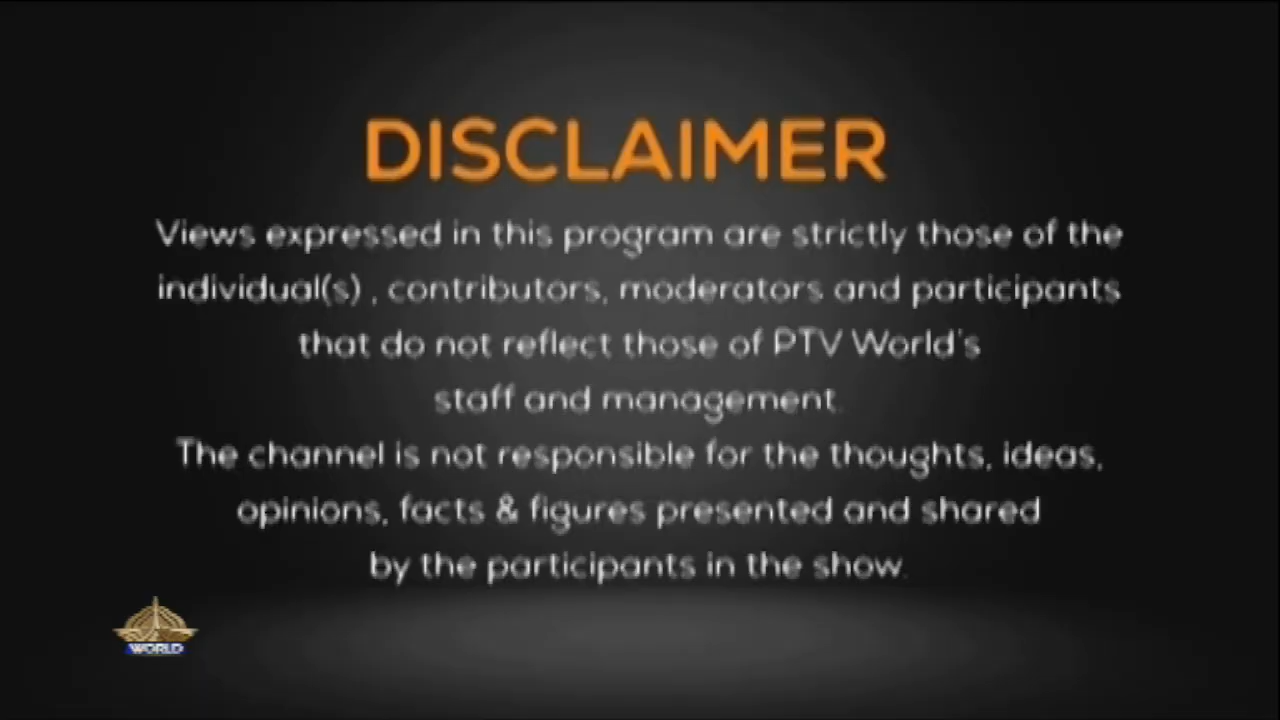 DISCLAIMER
Views expressed in this program are strictly those of the
individual(s) , contributors, moderators and participants
that do not reflect those of PTV World's
staff and management.
The channel is not responsible for the thoughts, ideas,
opinions, facts & figures presented and shared
by the participants in the show.
WORLD